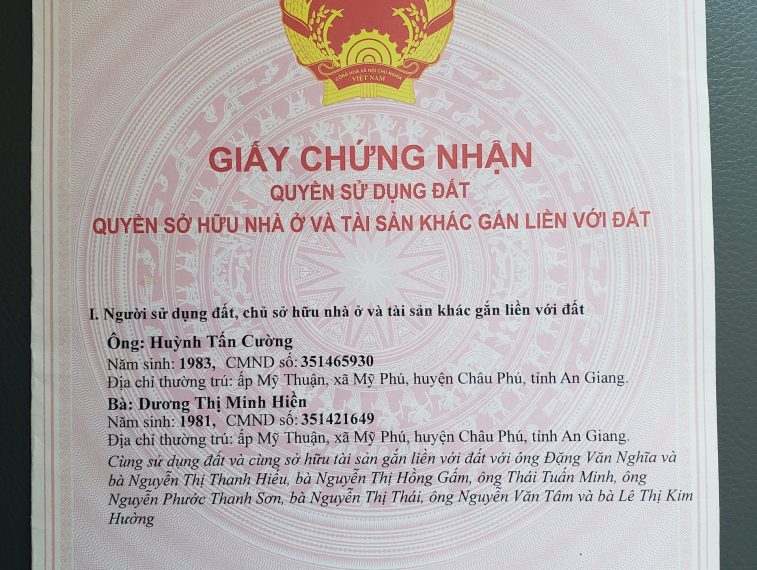 CỘNG HÒA XÃ HỘI CHỦ NGHĨA
VIỆT NAM
GIẤY CHỨNG NHẬN
QUYỀN SỬ DỤNG ĐẤT
QUYỀN SỞ HỮU NHÀ Ở VÀ TÀI SẢN KHÁC GẮN LIỀN VỚI ĐẤT
I. Người sử dụng đất, chủ sở hữu nhà ở và tài sản khác gắn liền với đất
Ông: Huỳnh Tấn Cường
Năm sinh: 1983, CMND số: 351465930
Địa chỉ thường trú: ấp Mỹ Thuận, xã Mỹ Phú, huyện Châu Phú, tỉnh An Giang.
Bà: Dương Thị Minh Hiền
Năm sinh: 1981, CMND số: 351421649
Địa chỉ thường trú: ấp Mỹ Thuận, xã Mỹ Phú, huyện Châu Phú, tỉnh An Giang.
Cùng sử dụng đất và cùng sở hữu tài sản gắn liền với đất với ông Đặng Văn Nghĩa và
bà Nguyễn Thị Thanh Hiếu, bà Nguyễn Thị Hồng Gấm, ông Thái Tuấn Minh, ông
Nguyễn Phước Thanh Sơn, bà Nguyễn Thị Thái, ông Nguyễn Văn Tâm và bà Lê Thị Kim
Hường